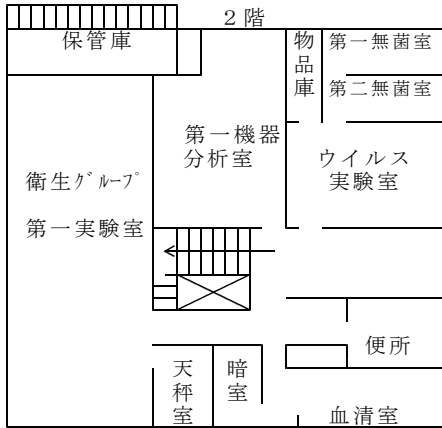 ２階
保管庫
物品庫
第一無菌室
第二無菌室
第一機器
分析室
ウイルス
実験室
衛生ｸﾞﾙｰﾌﾟ
第一実験室
便所
天秤室
暗室
血清室